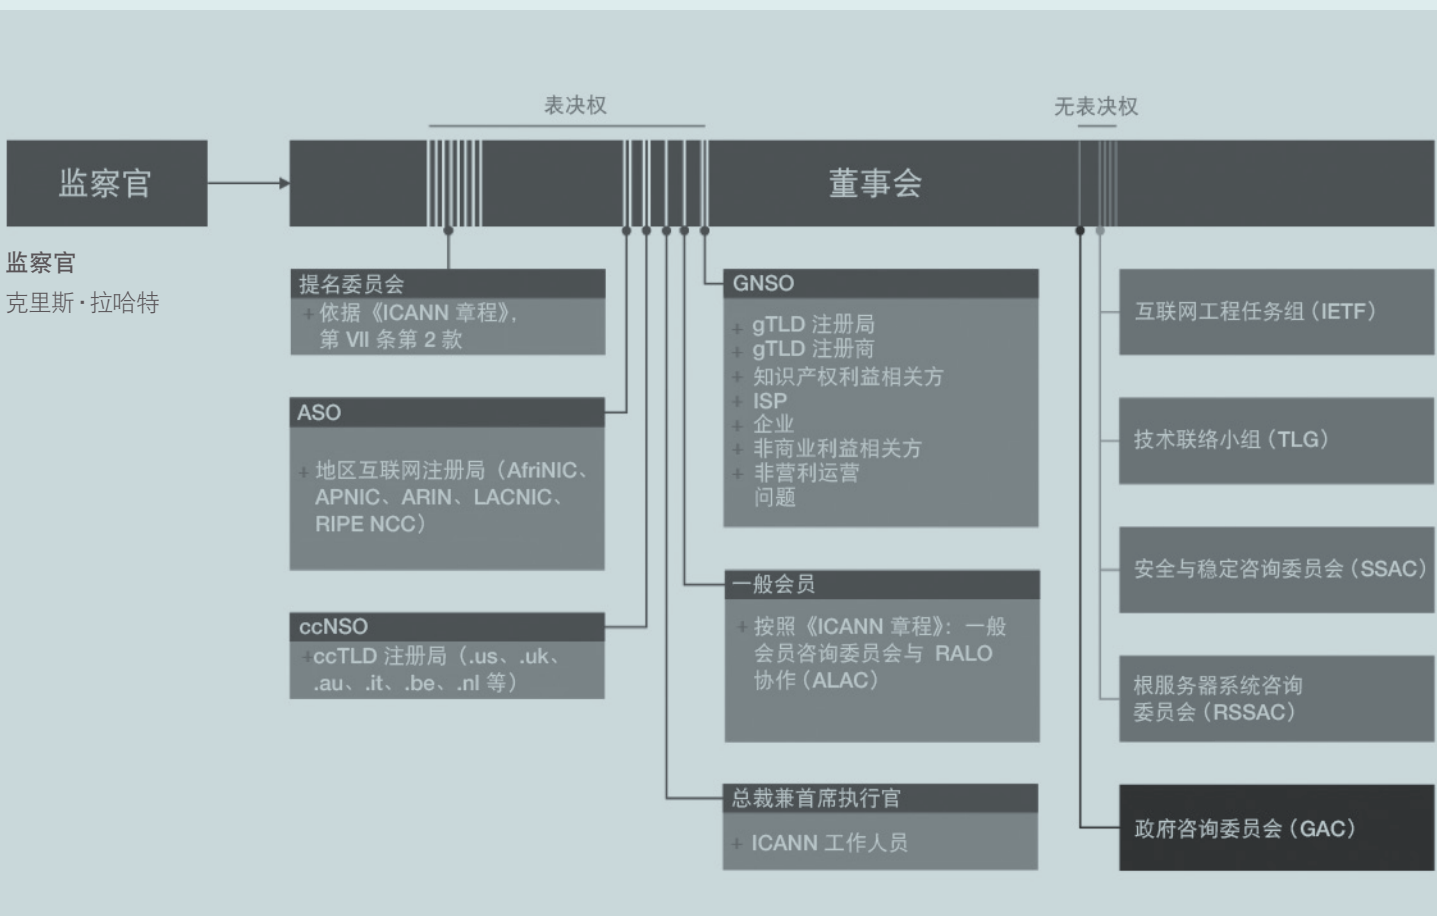 表决权
无表决权
监察官
董事会
监察官
克里斯·拉哈特
提名委员会
+ 依据《ICANN 章程》,
第 VII 条第 2 款
ASO
+ 地区互联网注册局（AfriNIC、
APNIC、ARIN、LACNIC、
RIPE NCC）
ccNSO
+ccTLD 注册局（.us、.uk、
.au、.it、.be、.nl 等）
GNSO
+ gTLD 注册局
+ gTLD 注册商
+ 知识产权利益相关方
+ ISP
+ 企业
+ 非商业利益相关方
+ 非营利运营
问题
一般会员
+ 按照《ICANN 章程》：一般
会员咨询委员会与 RALO
协作（ALAC）
总裁兼首席执行官
+ ICANN 工作人员
互联网工程任务组（IETF）
技术联络小组（TLG）
安全与稳定咨询委员会（SSAC）
根服务器系统咨询
委员会（RSSAC）
政府咨询委员会（GAC）